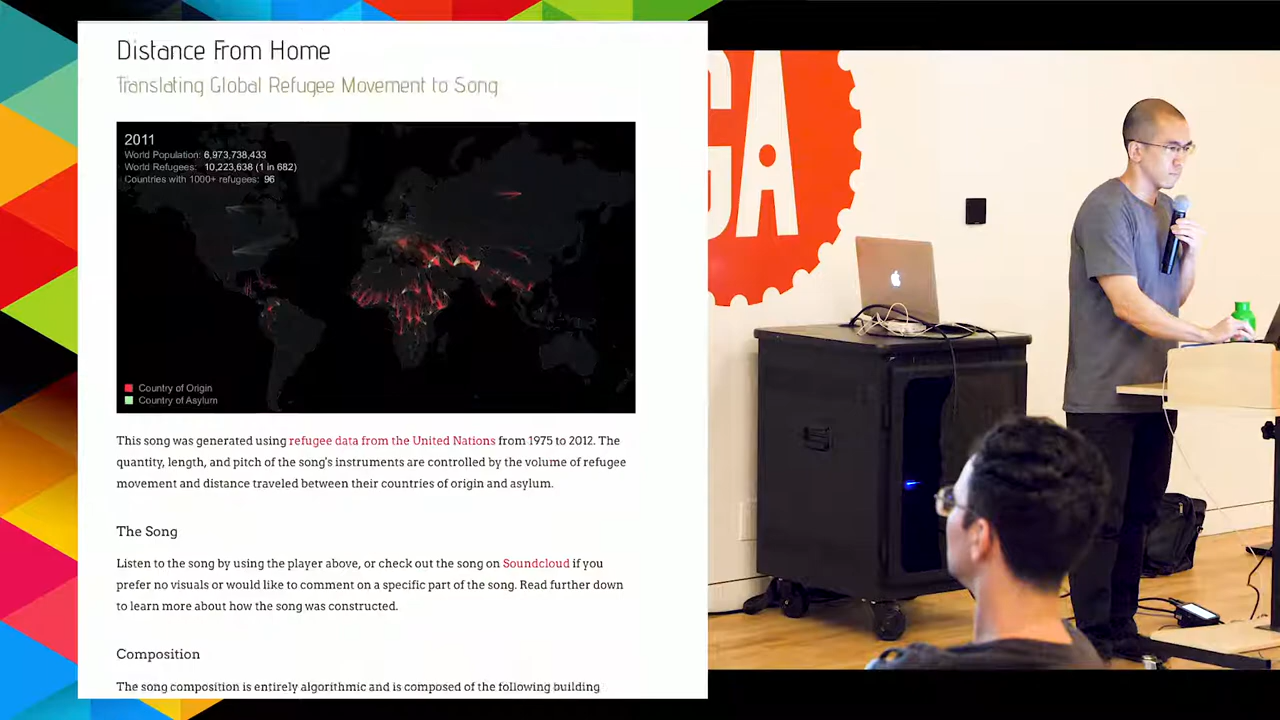 Distance From Home
Translating Global Refugee Movement to Song
2011
World Population: 6,973,738,433
World Refugees: 10,223,638 (1 in 682)
Countries with 1000+ refugees: 96
Country of Origin
Country of Asylum
This song was generated using refugee data from the United Nations from 1975 to 2012. The
quantity, length, and pitch of the song's instruments are controlled by the volume of refugee
movement and distance traveled between their countries of origin and asylum.
The Song
Listen to the song by using the player above, or check out the song on Soundcloud if you
prefer no visuals or would like to comment on a specific part of the song. Read further down
to learn more about how the song was constructed.
Composition
The song composition is entirely algorithmic and is composed of the following building
GA